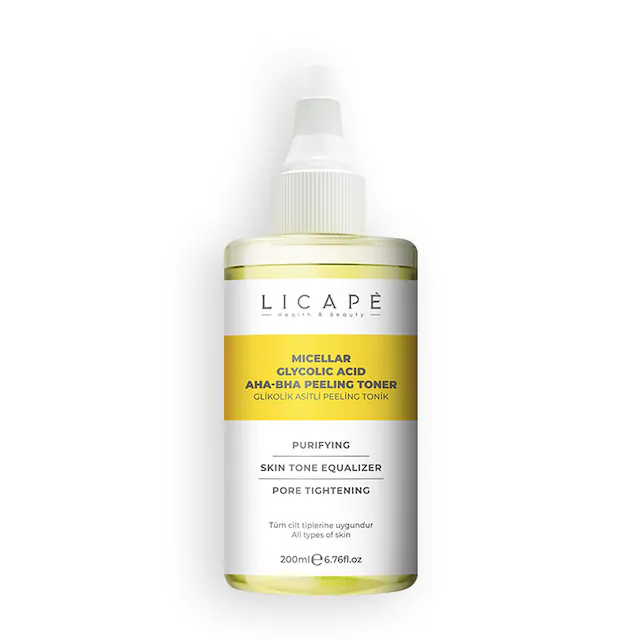 LICAPÈ
Health & Beauty
MICELLAR
GLYCOLIC ACID
AHA-BHA PEELING TONER
GLİKOLİK ASİTLİ PEELİNG TONİK
PURIFYING
SKIN TONE EQUALIZER
PORE TIGHTENING
Tüm cilt tiplerine uygundur
All types of skin
200ml℮6.76fl.oz